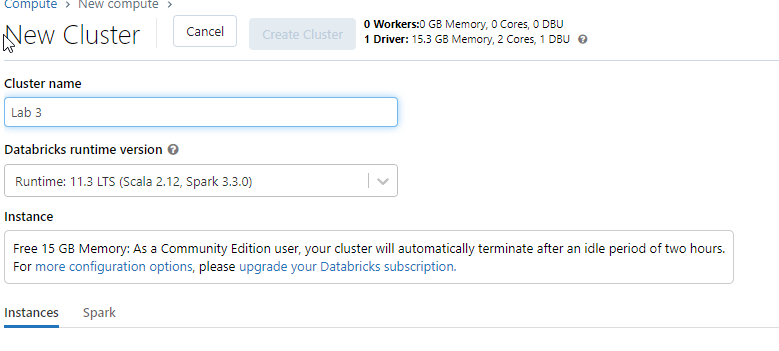 Compute > New compute >
New Cluster
Cancel
Create Cluster
0 Workers:0 GB Memory, 0 Cores, 0 DBU
1 Driver: 15.3 GB Memory, 2 Cores, 1 DBU ?
Cluster name
Lab 3
Databricks runtime version ?
Runtime: 11.3 LTS (Scala 2.12, Spark 3.3.0)
Instance
Free 15 GB Memory: As a Community Edition user, your cluster will automatically terminate after an idle period of two hours.
For more configuration options, please upgrade your Databricks subscription.
Instances Spark